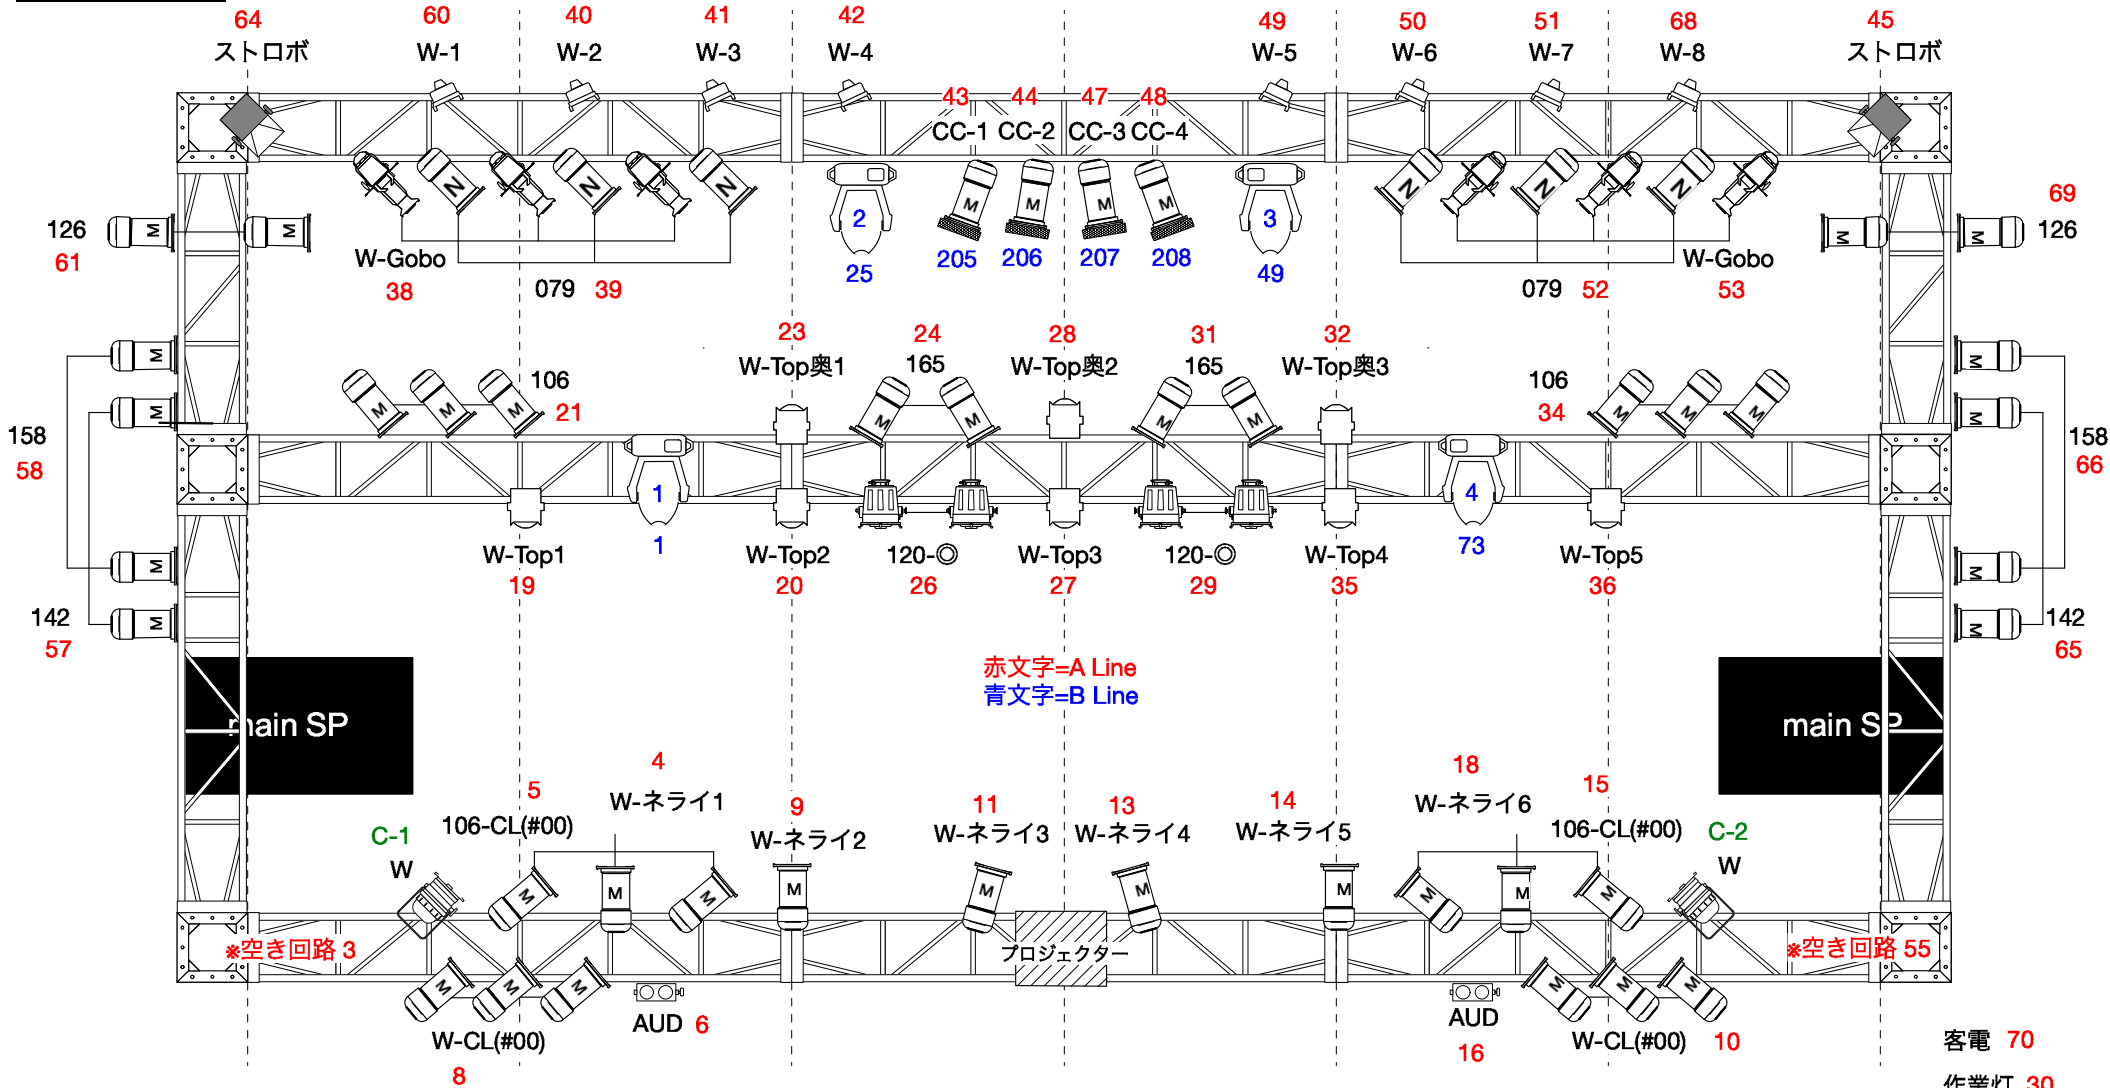 64 60 40 41 42 49 50 51 68 45
ストロボ W-1 W-2 W-3 W-4 W-5 W-6 W-7 W-8 ストロボ
43 44 47 48
CC-1 CC-2 CC-3 CC-4
N N N M M M M N N N
2 3
126 M M M M 126
61 69
W-Gobo 205 206 207 208 W-Gobo
25 49
38 079 39 079 52 53
23 24 28 31 32
W-Top奥1 165 W-Top奥2 165 W-Top奥3
M M M M
106 106
21 34
M M M M M M M M M M
158 158
58 66
1 4
1 73
W-Top1 W-Top2 120-◎ W-Top3 120-◎ W-Top4 W-Top5
19 20 26 27 29 35 36
M M
142 M M 142
57 65
赤文字=A Line
青文字=B Line
main SP main SP
4 18
5 W-ネライ1 9 11 13 14 W-ネライ6 15
106-CL(#00) W-ネライ2 W-ネライ3 W-ネライ4 W-ネライ5 106-CL(#00)
C-1 C-2
W W
M M M M M M M M M M
※空き回路 3 プロジェクター ※空き回路 55
M M M M M M
AUD 6 AUD
W-CL(#00) 16 W-CL(#00) 10
8
客電 70
作業灯 30